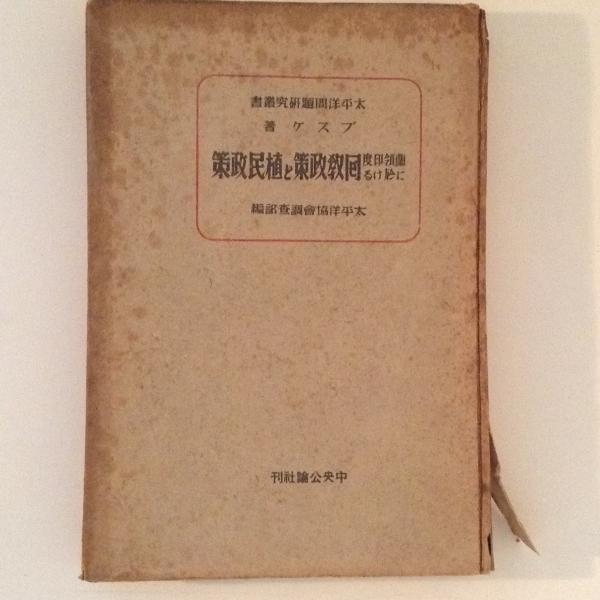 太平洋問題研究叢書
ブスケ著
蘭領印度に於ける回教政策と植民政策
太平洋協會調査部編
中央公論社刊